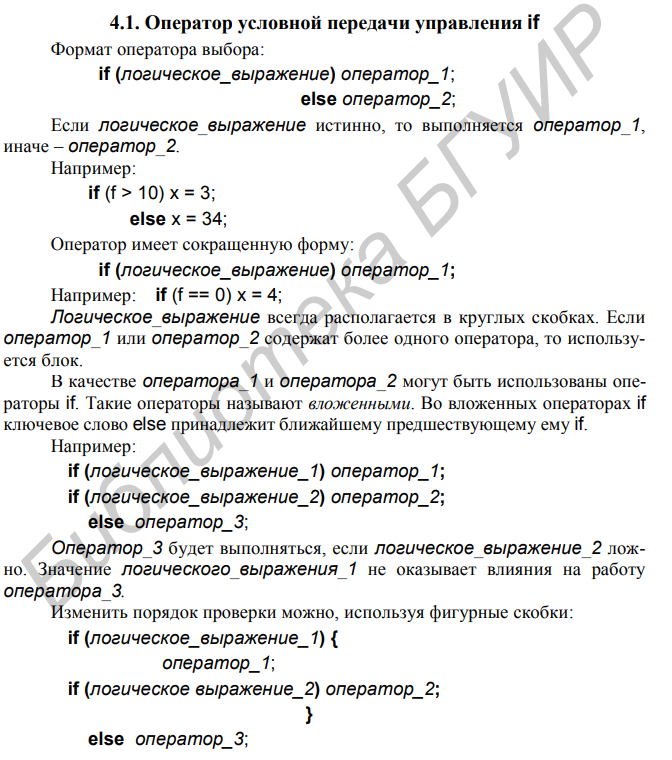 4.1. Оператор условной передачи управления if
Формат оператора выбора:
if (логическое_выражение) оператор_1;
else оператор_2;
Если логическое_выражение истинно, то выполняется оператор_1,
иначе – оператор_2.
Например:
if (f > 10) x = 3;
else x = 34;
Оператор имеет сокращенную форму:
if (логическое_выражение) оператор_1;
Например: if (f == 0) x = 4;
Логическое_выражение всегда располагается в круглых скобках. Если
оператор_1 или оператор_2 содержат более одного оператора, то использу-
ется блок.
В качестве оператора_1 и оператора_2 могут быть использованы опе-
раторы if. Такие операторы называют вложенными. Во вложенных операторах if
ключевое слово else принадлежит ближайшему предшествующему ему if.
Например:
if (логическое_выражение_1) оператор_1;
if (логическое_выражение_2) оператор_2;
else оператор_3;
Оператор_3 будет выполняться, если логическое_выражение_2 лож-
но. Значение логического_выражения_1 не оказывает влияния на работу
оператора_3.
Изменить порядок проверки можно, используя фигурные скобки:
if (логическое_выражение_1) {
оператор_1;
if (логическое выражение_2) оператор_2;
}
else оператор_3;
Библиотека БГУИР